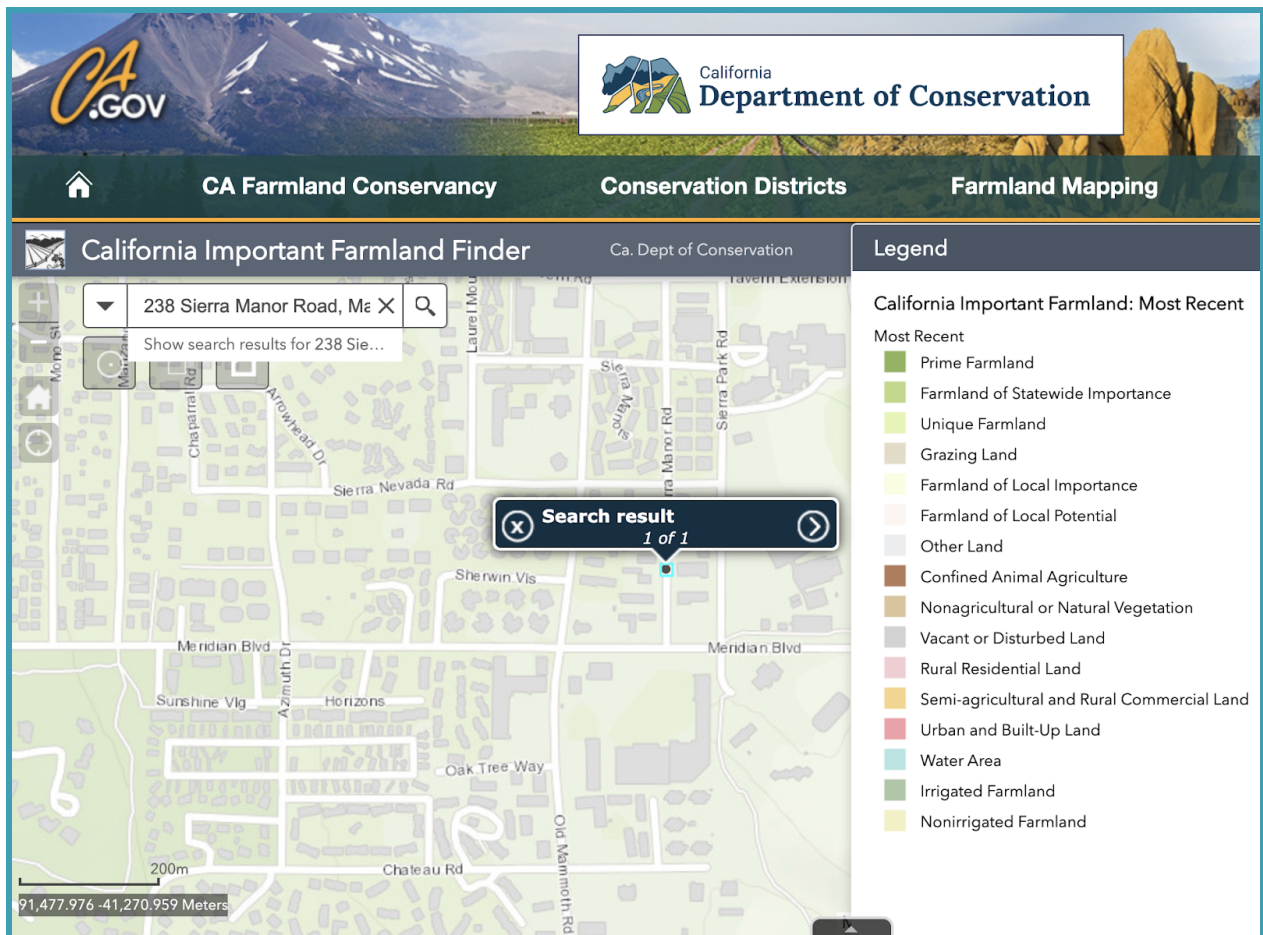 CA
.GOV
California
Department of Conservation
CA Farmland Conservancy
Conservation Districts
Farmland Mapping
California Important Farmland Finder
Ca. Dept of Conservation
Legend
238 Sierra Manor Road, Ma
Show search results for 238 Sie...
Tavern Extension
Mono St
Manzan
Laurel Mou
Chaparral Rd
Arrowhead Dr
Sierra Manors
Sierra Park Rd
rra Manor Rd
Sierra Nevada Rd
Search result
1 of 1
Sherwin Vis
Meridian Blvd
Meridian Blvd
Azimuth Dr
Sunshine Vlg
Horizons
Oak Tree Way
Old Mammoth Rd
Chateau Rd
200m
91,477.976 -41,270.959 Meters
California Important Farmland: Most Recent
Most Recent
Prime Farmland
Farmland of Statewide Importance
Unique Farmland
Grazing Land
Farmland of Local Importance
Farmland of Local Potential
Other Land
Confined Animal Agriculture
Nonagricultural or Natural Vegetation
Vacant or Disturbed Land
Rural Residential Land
Semi-agricultural and Rural Commercial Land
Urban and Built-Up Land
Water Area
Irrigated Farmland
Nonirrigated Farmland